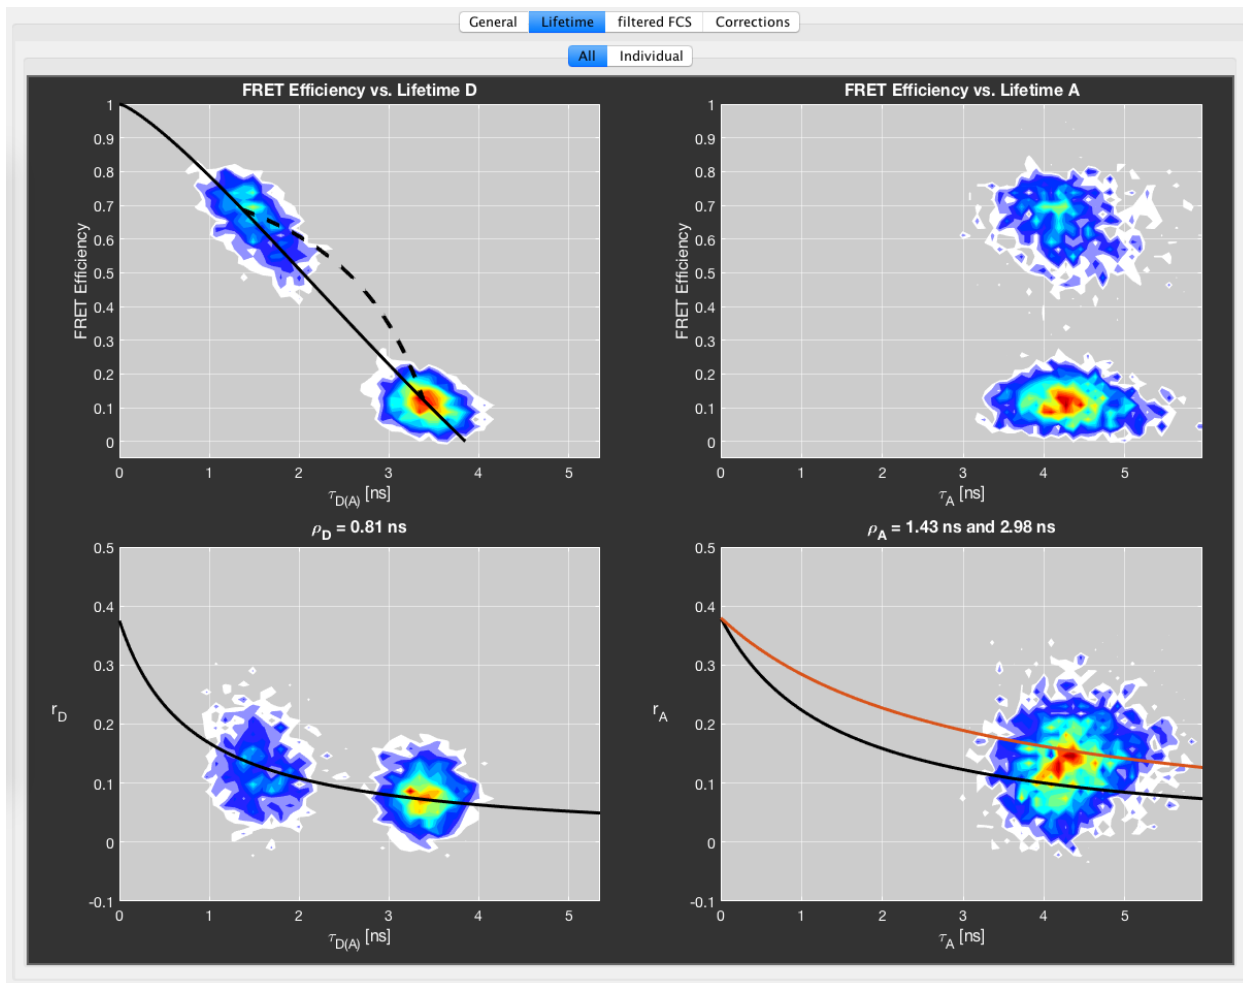 General Lifetime filtered FCS Corrections
All Individual
FRET Efficiency vs. Lifetime D
1
0.9
0.8
0.7
0.6
0.5
0.4
0.3
0.2
0.1
0
FRET Efficiency
0 1 2 3 4 5
τD(A) [ns]
FRET Efficiency vs. Lifetime A
1
0.9
0.8
0.7
0.6
0.5
0.4
0.3
0.2
0.1
0
FRET Efficiency
0 1 2 3 4 5
τA [ns]
ρD = 0.81 ns
0.5
0.4
0.3
0.2
0.1
0
-0.1
rD
0 1 2 3 4 5
τD(A) [ns]
ρA = 1.43 ns and 2.98 ns
0.5
0.4
0.3
0.2
0.1
0
-0.1
rA
0 1 2 3 4 5
τA [ns]